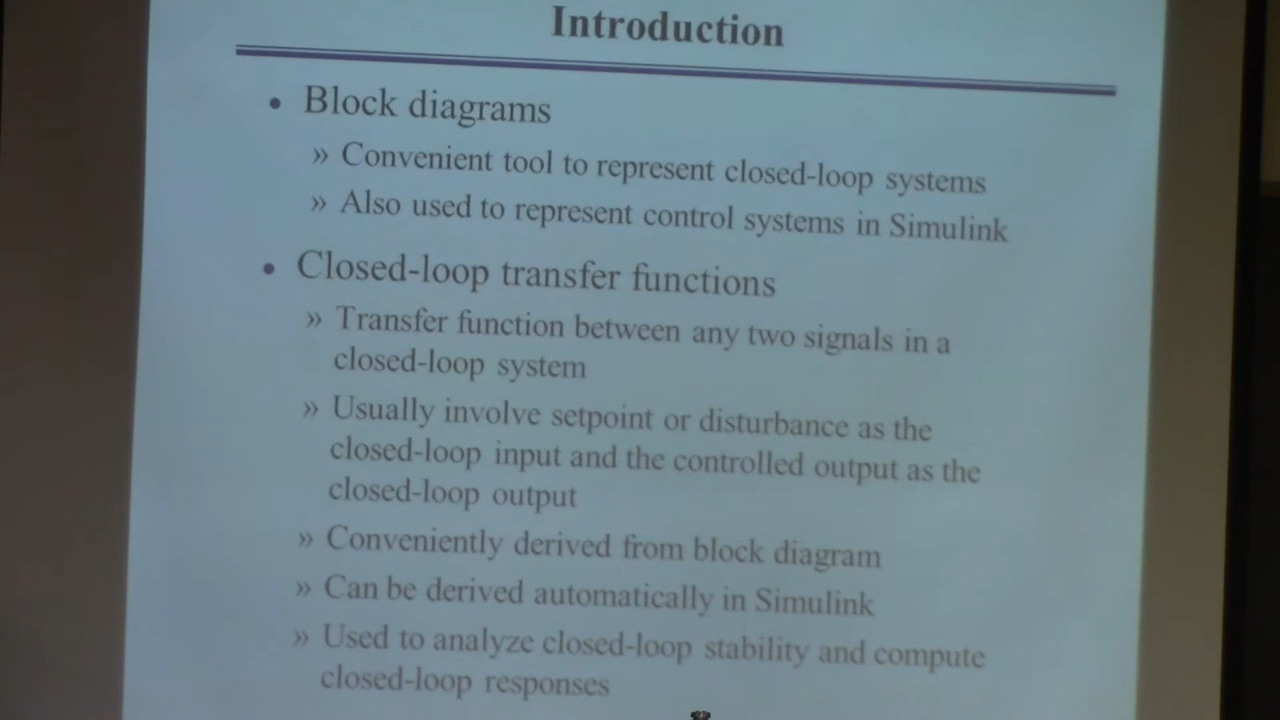 Introduction
• Block diagrams
» Convenient tool to represent closed-loop systems
» Also used to represent control systems in Simulink
• Closed-loop transfer functions
» Transfer function between any two signals in a
closed-loop system
» Usually involve setpoint or disturbance as the
closed-loop input and the controlled output as the
closed-loop output
» Conveniently derived from block diagram
» Can be derived automatically in Simulink
» Used to analyze closed-loop stability and compute
closed-loop responses